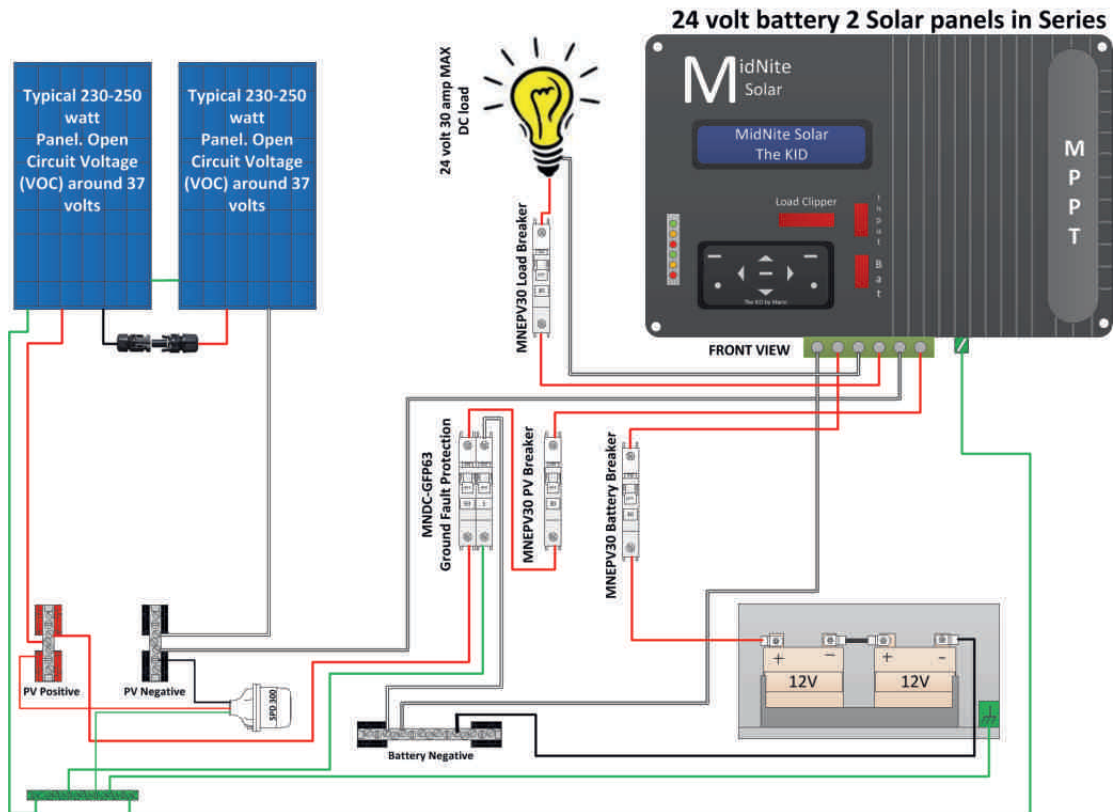 24 volt battery 2 Solar panels in Series
Typical 230-250
watt
Panel. Open
Circuit Voltage
(VOC) around 37
volts
Typical 230-250
watt
Panel. Open
Circuit Voltage
(VOC) around 37
volts
24 volt 30 amp MAX
DC load
MidNite
Solar
MidNite Solar
The KID
Load Clipper
Input
Bat
MPPT
FRONT VIEW
MNEPV30 Load Breaker
MNDC-GFP63
Ground Fault Protection
MNEPV30 PV Breaker
MNEPV30 Battery Breaker
PV Positive
PV Negative
SPD 300
Battery Negative
+
–
+
-
12V
12V